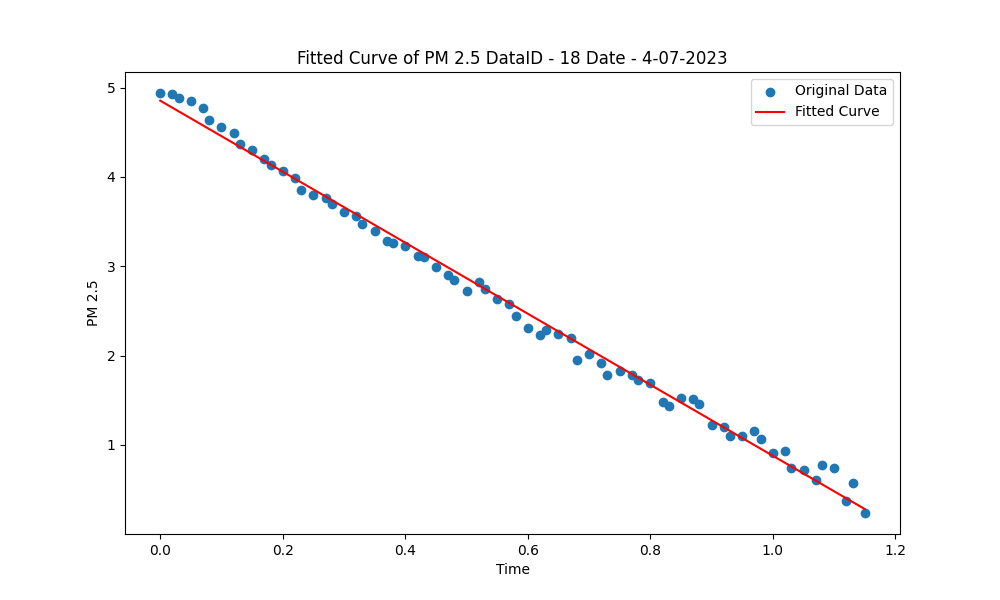 Fitted Curve of PM 2.5 DataID - 18 Date - 4-07-2023
Original Data
Fitted Curve
5
4
3
2
1
PM 2.5
0.0 0.2 0.4 0.6 0.8 1.0 1.2
Time